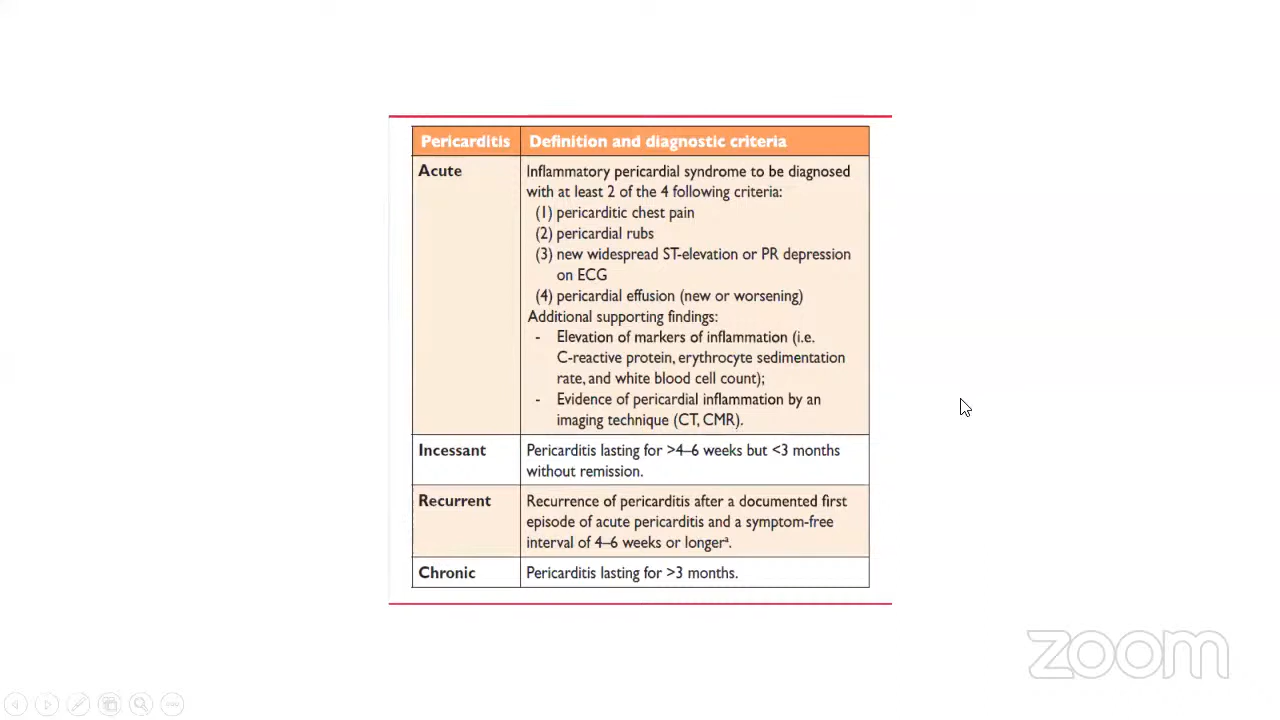 Pericarditis Definition and diagnostic criteria
Acute Inflammatory pericardial syndrome to be diagnosed
with at least 2 of the 4 following criteria:
(1) pericarditic chest pain
(2) pericardial rubs
(3) new widespread ST-elevation or PR depression
on ECG
(4) pericardial effusion (new or worsening)
Additional supporting findings:
- Elevation of markers of inflammation (i.e.
C-reactive protein, erythrocyte sedimentation
rate, and white blood cell count);
- Evidence of pericardial inflammation by an
imaging technique (CT, CMR).
Incessant Pericarditis lasting for >4–6 weeks but <3 months
without remission.
Recurrent Recurrence of pericarditis after a documented first
episode of acute pericarditis and a symptom-free
interval of 4–6 weeks or longerª.
Chronic Pericarditis lasting for >3 months.
zoom